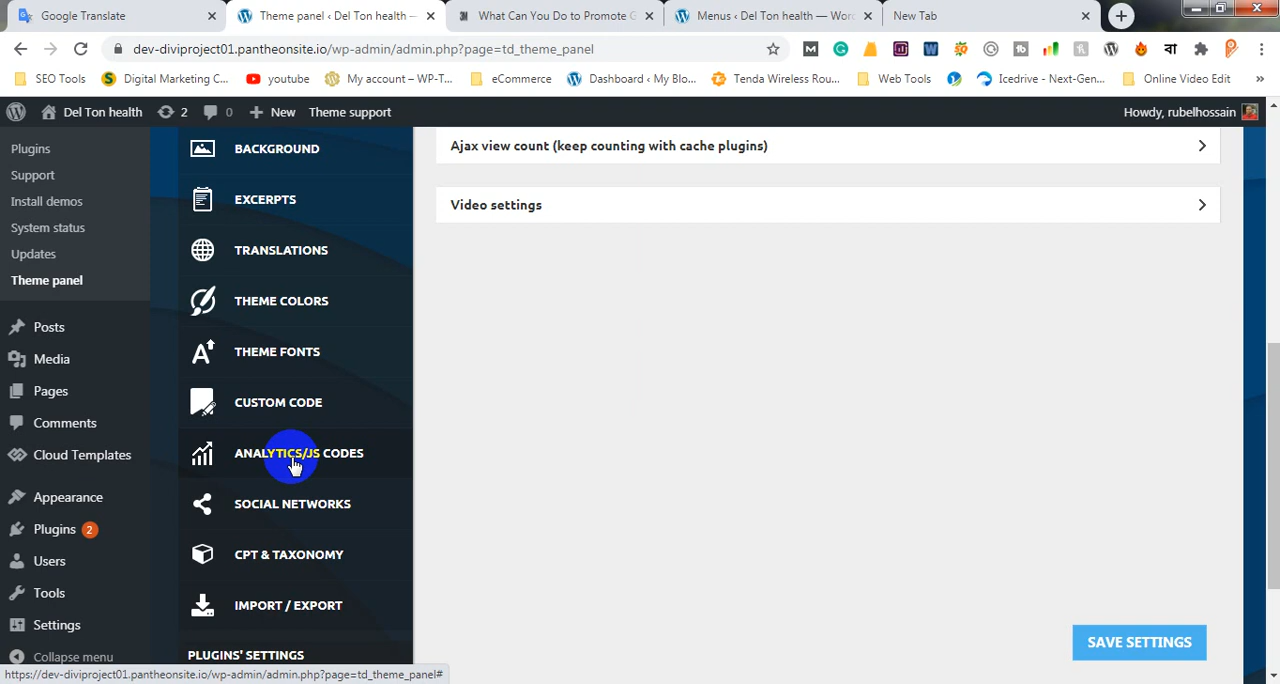 Google Translate
Theme panel ‹ Del Ton health —
What Can You Do to Promote G
Menus ‹ Del Ton health — Wor
New Tab
dev-diviproject01.pantheonsite.io/wp-admin/admin.php?page=td_theme_panel
SEO Tools
Digital Marketing C...
youtube
My account – WP-T...
eCommerce
Dashboard ‹ My Blo...
Tenda Wireless Rou...
Web Tools
Icedrive - Next-Gen...
Online Video Edit
»
Del Ton health
2
0
New
Theme support
Howdy, rubelhossain
Plugins
Support
Install demos
System status
Updates
Theme panel
Posts
Media
Pages
Comments
Cloud Templates
Appearance
Plugins 2
Users
Tools
Settings
Collapse menu
BACKGROUND
EXCERPTS
TRANSLATIONS
THEME COLORS
THEME FONTS
CUSTOM CODE
ANALYTICS/JS CODES
SOCIAL NETWORKS
CPT & TAXONOMY
IMPORT / EXPORT
PLUGINS' SETTINGS
Ajax view count (keep counting with cache plugins)
Video settings
SAVE SETTINGS
https://dev-diviproject01.pantheonsite.io/wp-admin/admin.php?page=td_theme_panel#